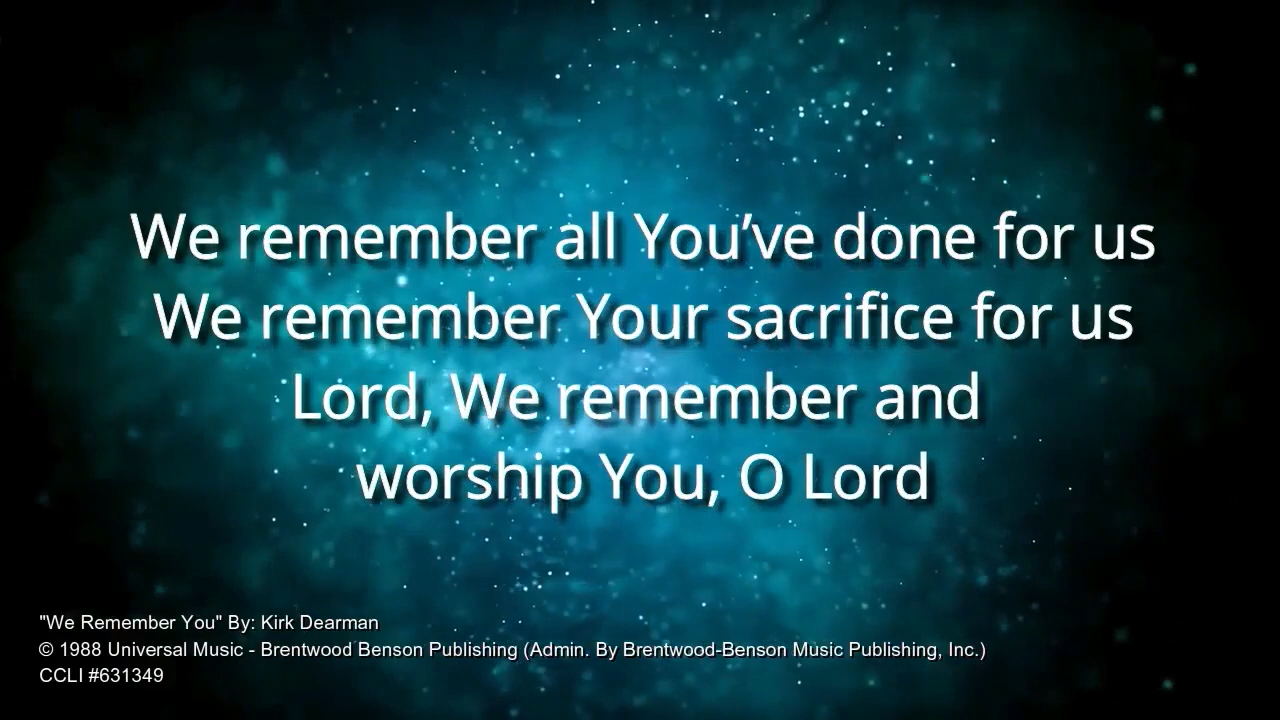 We remember all You’ve done for us
We remember Your sacrifice for us
Lord, We remember and
worship You, O Lord
"We Remember You" By: Kirk Dearman
© 1988 Universal Music - Brentwood Benson Publishing (Admin. By Brentwood-Benson Music Publishing, Inc.)
CCLI #631349